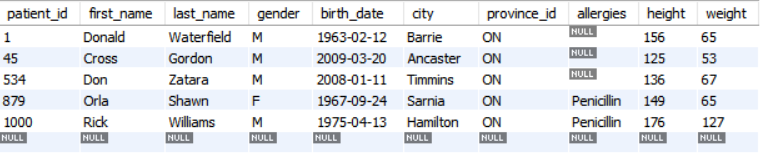 patient_id first_name last_name gender birth_date city province_id allergies height weight
1 Donald Waterfield M 1963-02-12 Barrie ON NULL 156 65
45 Cross Gordon M 2009-03-20 Ancaster ON NULL 125 53
534 Don Zatara M 2008-01-11 Timmins ON NULL 136 67
879 Orla Shawn F 1967-09-24 Sarnia ON Penicillin 149 65
1000 Rick Williams M 1975-04-13 Hamilton ON Penicillin 176 127
NULL NULL NULL NULL NULL NULL NULL NULL NULL NULL